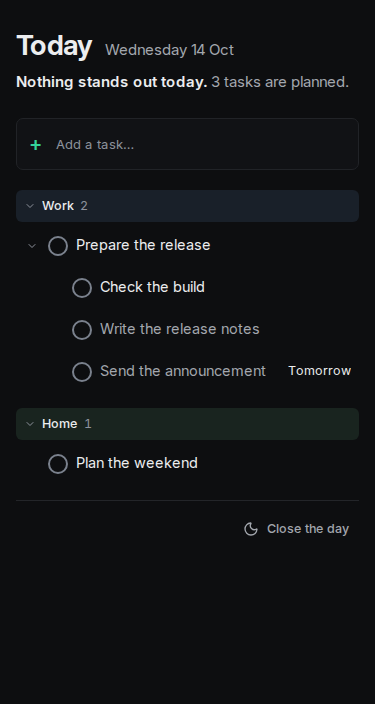 Today Wednesday 14 Oct
Nothing stands out today. 3 tasks are planned.
+ Add a task...
Work 2
Prepare the release
Check the build
Write the release notes
Send the announcement Tomorrow
Home 1
Plan the weekend
Close the day